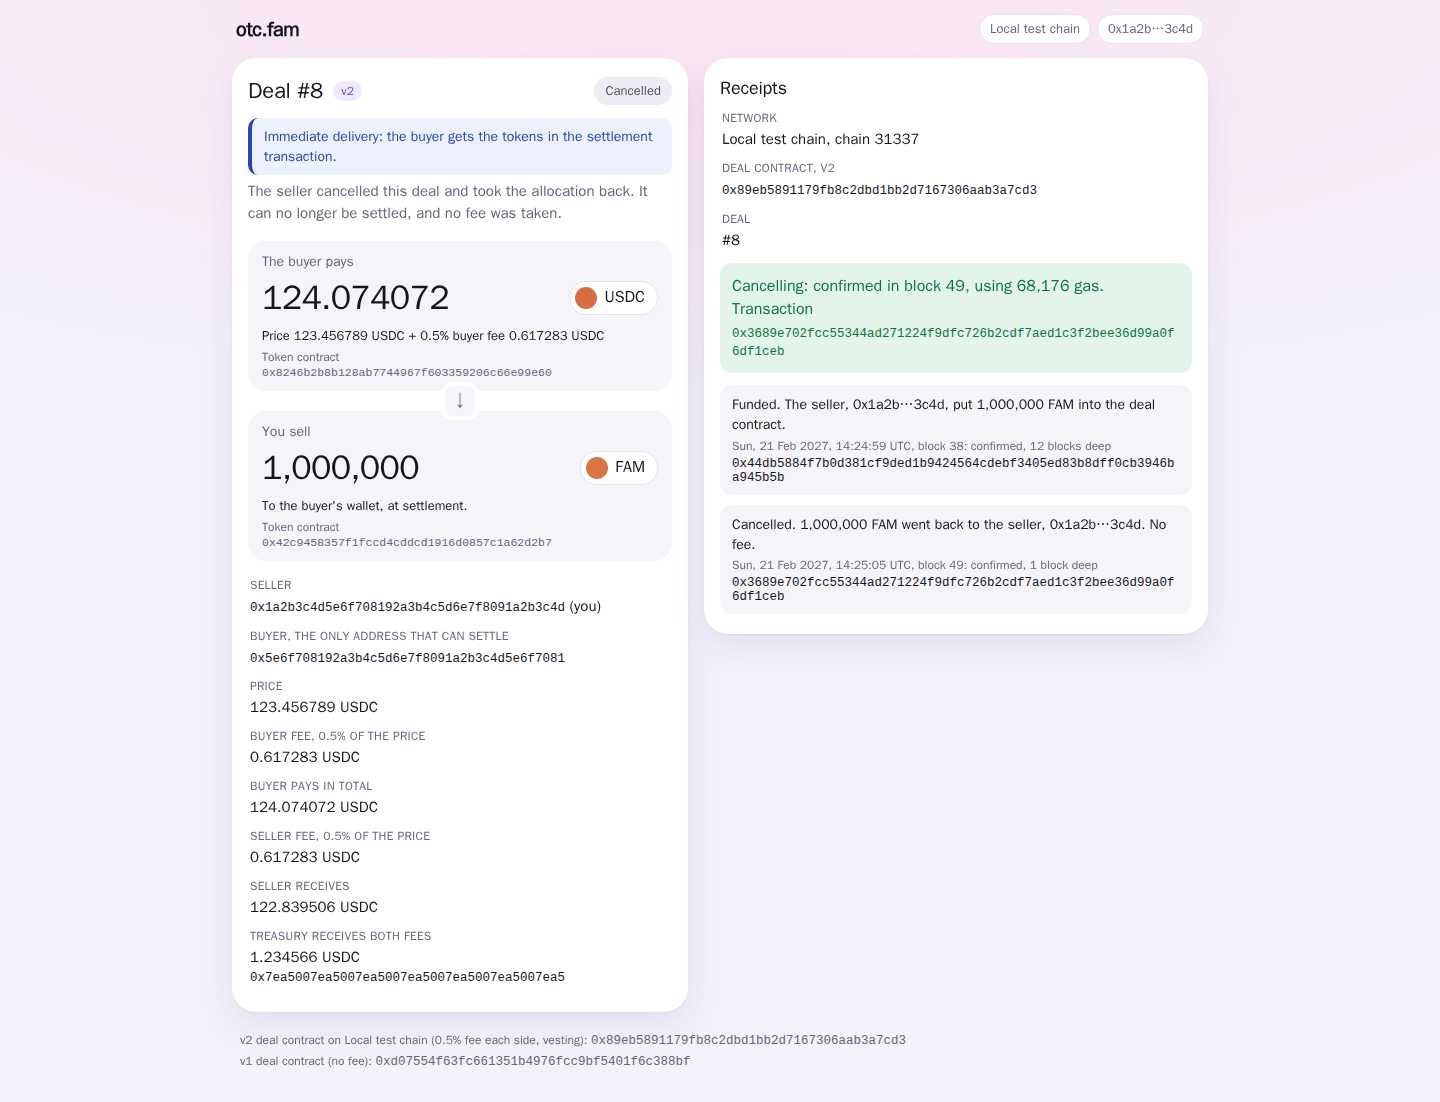 otc.fam
Local test chain
0x1a2b···3c4d
Deal #8
v2
Cancelled
Immediate delivery: the buyer gets the tokens in the settlement
transaction.
The seller cancelled this deal and took the allocation back. It
can no longer be settled, and no fee was taken.
The buyer pays
124.074072
USDC
Price 123.456789 USDC + 0.5% buyer fee 0.617283 USDC
Token contract
0x8246b2b8b128ab7744967f603359206c66e99e60
↓
You sell
1,000,000
FAM
To the buyer's wallet, at settlement.
Token contract
0x42c9458357f1fccd4cddcd1916d0857c1a62d2b7
SELLER
0x1a2b3c4d5e6f708192a3b4c5d6e7f8091a2b3c4d (you)
BUYER, THE ONLY ADDRESS THAT CAN SETTLE
0x5e6f708192a3b4c5d6e7f8091a2b3c4d5e6f7081
PRICE
123.456789 USDC
BUYER FEE, 0.5% OF THE PRICE
0.617283 USDC
BUYER PAYS IN TOTAL
124.074072 USDC
SELLER FEE, 0.5% OF THE PRICE
0.617283 USDC
SELLER RECEIVES
122.839506 USDC
TREASURY RECEIVES BOTH FEES
1.234566 USDC
0x7ea5007ea5007ea5007ea5007ea5007ea5007ea5
Receipts
NETWORK
Local test chain, chain 31337
DEAL CONTRACT, V2
0x89eb5891179fb8c2dbd1bb2d7167306aab3a7cd3
DEAL
#8
Cancelling: confirmed in block 49, using 68,176 gas.
Transaction
0x3689e702fcc55344ad271224f9dfc726b2cdf7aed1c3f2bee36d99a0f
6df1ceb
Funded. The seller, 0x1a2b···3c4d, put 1,000,000 FAM into the deal
contract.
Sun, 21 Feb 2027, 14:24:59 UTC, block 38: confirmed, 12 blocks deep
0x44db5884f7b0d381cf9ded1b9424564cdebf3405ed83b8dff0cb3946b
a945b5b
Cancelled. 1,000,000 FAM went back to the seller, 0x1a2b···3c4d. No
fee.
Sun, 21 Feb 2027, 14:25:05 UTC, block 49: confirmed, 1 block deep
0x3689e702fcc55344ad271224f9dfc726b2cdf7aed1c3f2bee36d99a0f
6df1ceb
v2 deal contract on Local test chain (0.5% fee each side, vesting): 0x89eb5891179fb8c2dbd1bb2d7167306aab3a7cd3
v1 deal contract (no fee): 0xd07554f63fc661351b4976fcc9bf5401f6c388bf